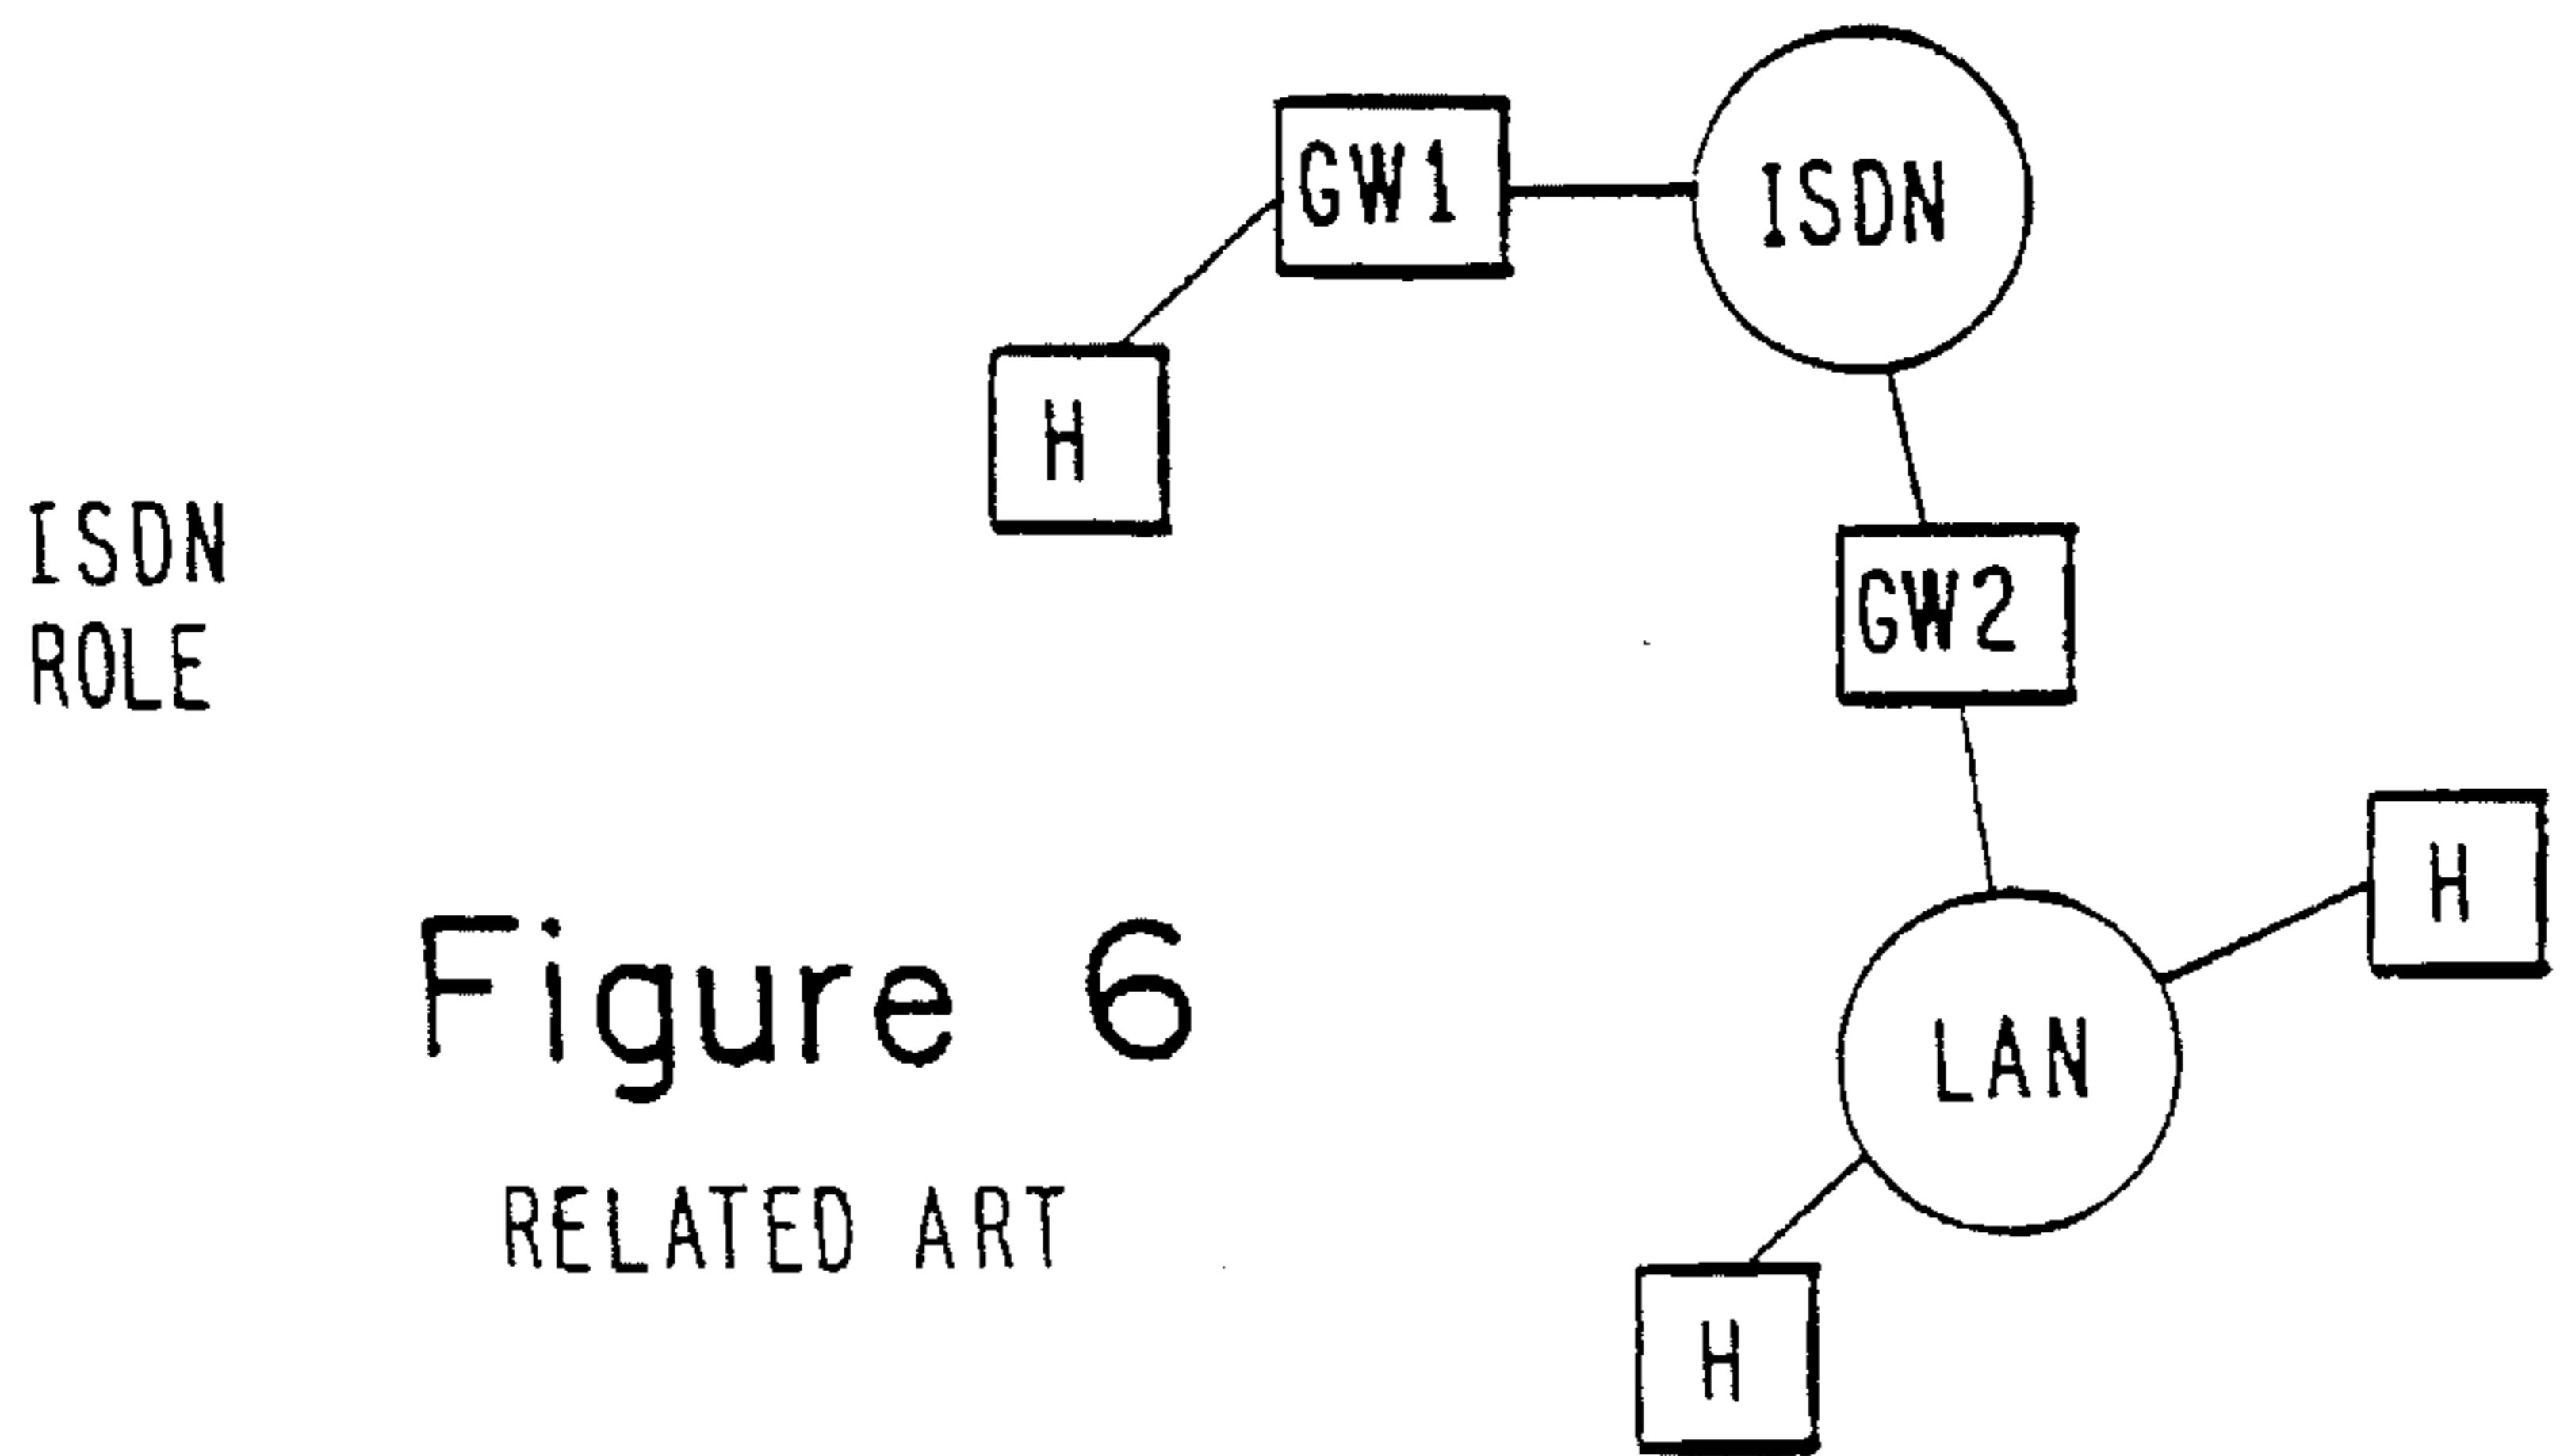 GW1
ISDN
H
ISDN
ROLE
GW2
H
Figure 6
LAN
RELATED ART
H